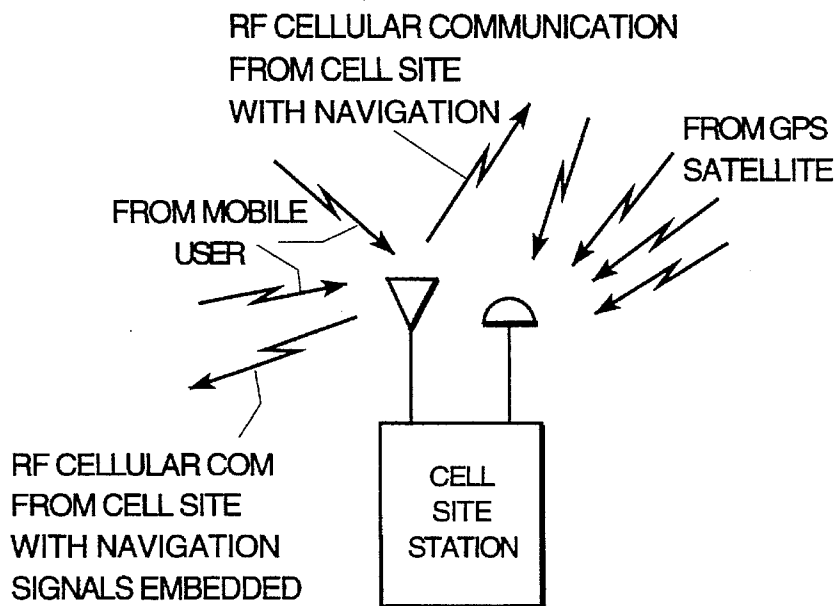 RF CELLULAR COMMUNICATION
FROM CELL SITE
WITH NAVIGATION
FROM GPS
SATELLITE
FROM MOBILE
USER
RF CELLULAR COM
FROM CELL SITE
WITH NAVIGATION
SIGNALS EMBEDDED
CELL
SITE
STATION